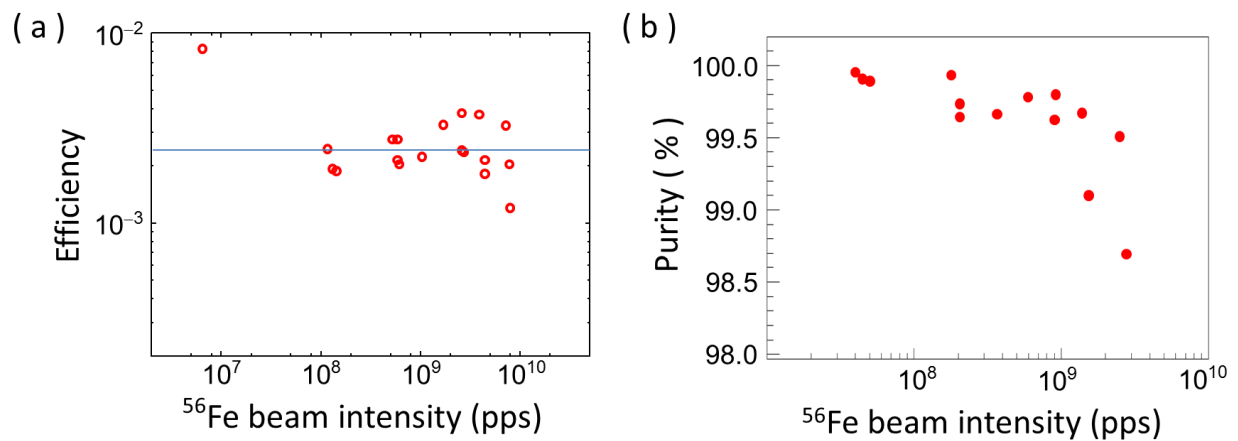 ( a )
10⁻²
10⁻³
Efficiency
10⁷ 10⁸ 10⁹ 10¹⁰
⁵⁶Fe beam intensity (pps)
( b )
100.0
99.5
99.0
98.5
98.0
Purity ( % )
10⁸ 10⁹ 10¹⁰
⁵⁶Fe beam intensity (pps)